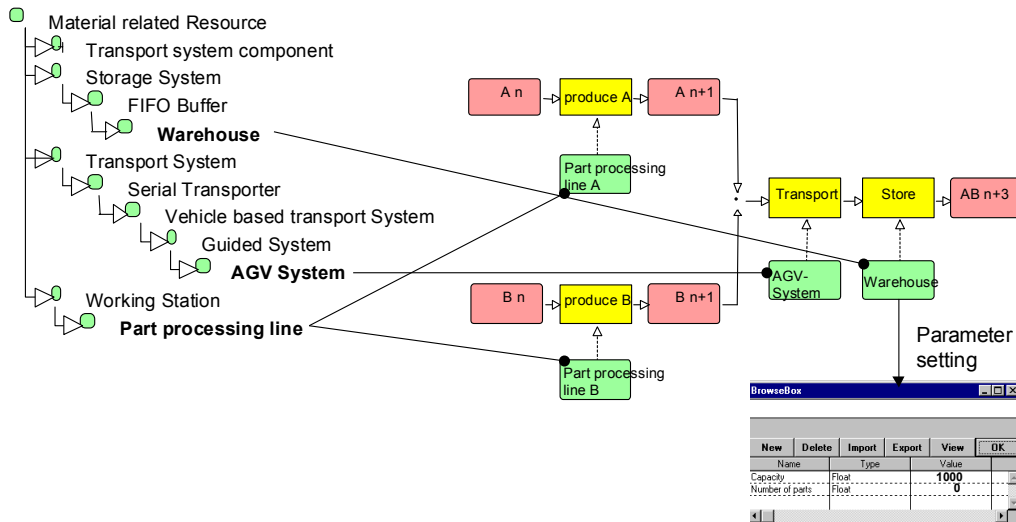 Material related Resource
Transport system component
Storage System
FIFO Buffer
Warehouse
Transport System
Serial Transporter
Vehicle based transport System
Guided System
AGV System
Working Station
Part processing line
A n
produce A
A n+1
Part processing
line A
Transport
Store
AB n+3
AGV-
System
Warehouse
B n
produce B
B n+1
Part processing
line B
Parameter
setting
BrowseBox
New Delete Import Export View OK
Name Type Value
Capacity Float 1000
Number of parts Float 0